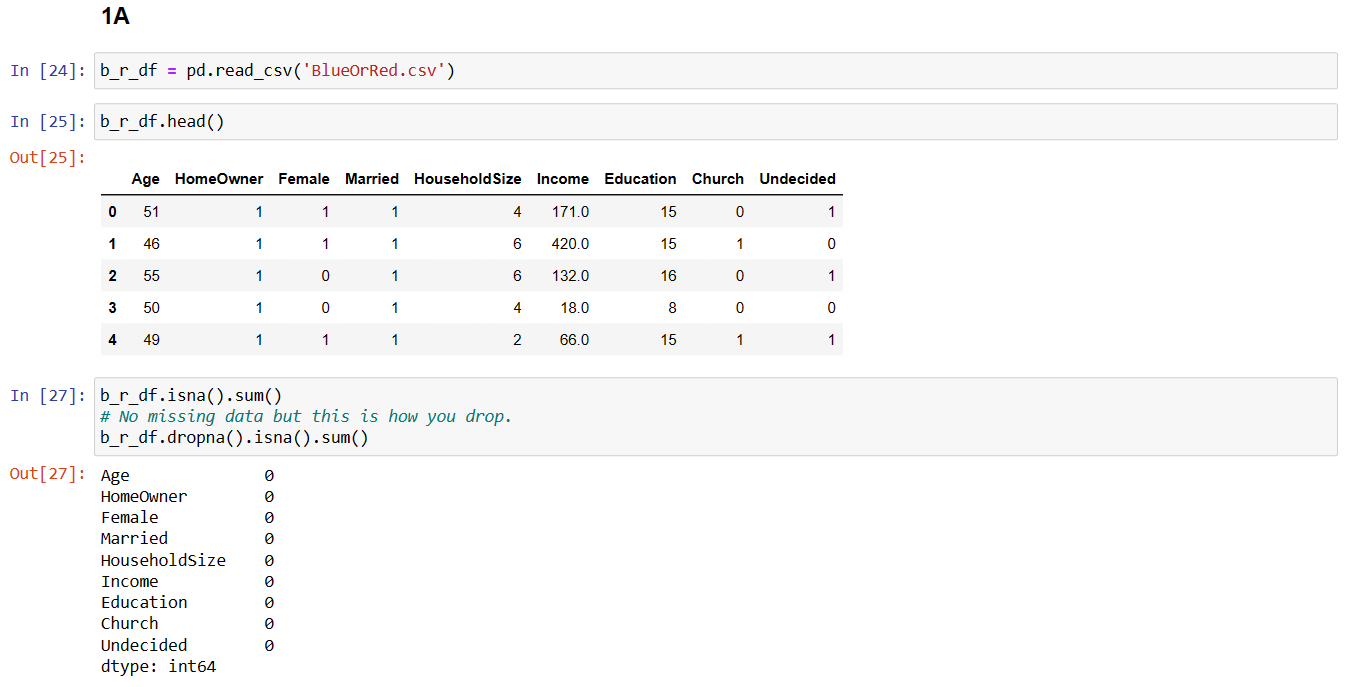 1A
In [24]: b_r_df = pd.read_csv('BlueOrRed.csv')
In [25]: b_r_df.head()
Out[25]:
Age HomeOwner Female Married HouseholdSize Income Education Church Undecided
0 51 1 1 1 4 171.0 15 0 1
1 46 1 1 1 6 420.0 15 1 0
2 55 1 0 1 6 132.0 16 0 1
3 50 1 0 1 4 18.0 8 0 0
4 49 1 1 1 2 66.0 15 1 1
In [27]: b_r_df.isna().sum()
# No missing data but this is how you drop.
b_r_df.dropna().isna().sum()
Out[27]: Age 0
HomeOwner 0
Female 0
Married 0
HouseholdSize 0
Income 0
Education 0
Church 0
Undecided 0
dtype: int64